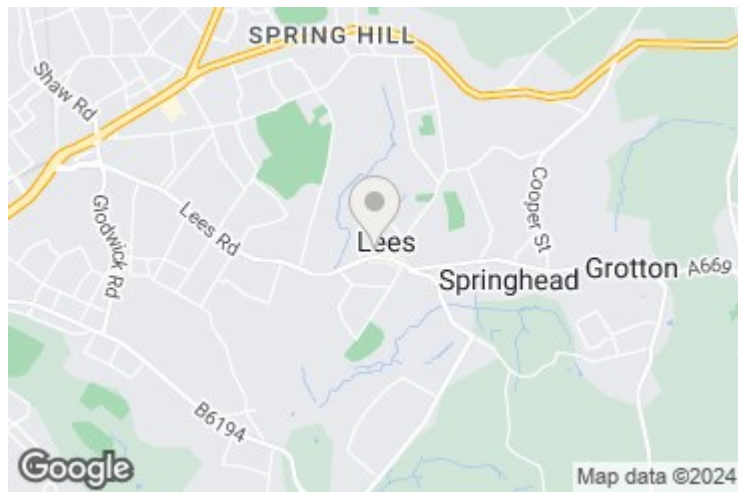 SPRING HILL
Shaw Rd
Cooper St
Glodwick Rd
Lees Rd
Lees
Springhead
Grotton
A669
B6194
Google
Map data ©2024